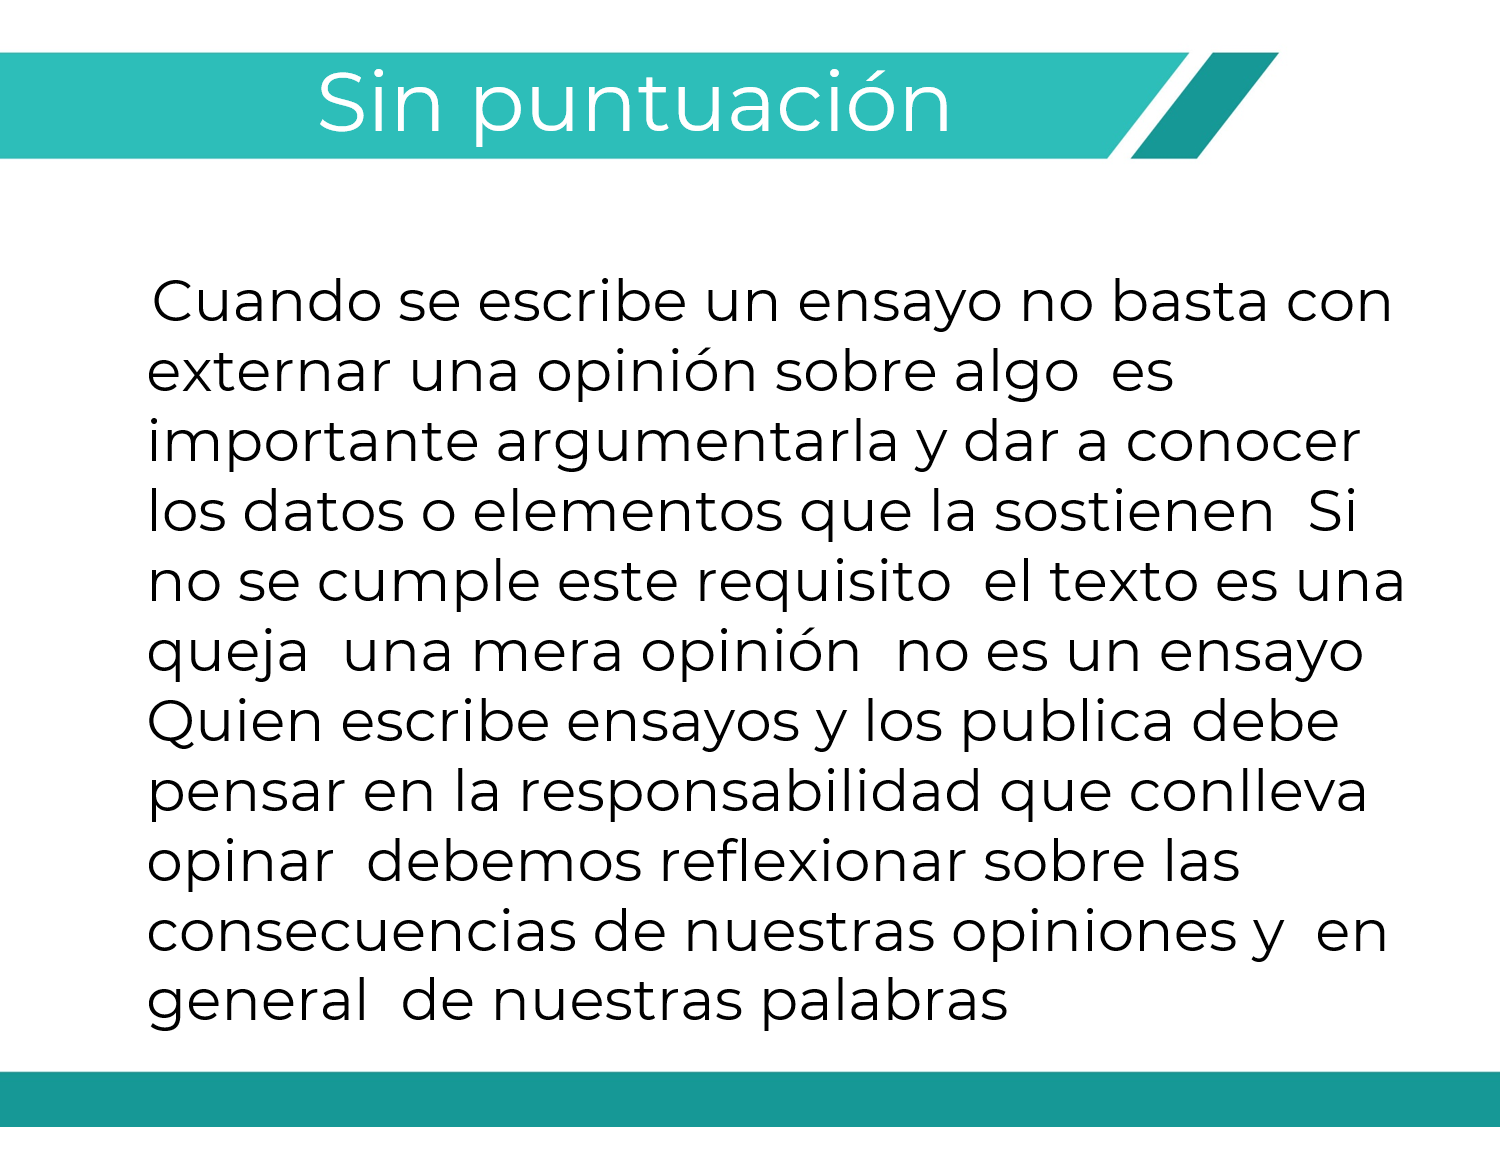 Sin puntuación
Cuando se escribe un ensayo no basta con
externar una opinión sobre algo  es
importante argumentarla y dar a conocer
los datos o elementos que la sostienen  Si
no se cumple este requisito  el texto es una
queja  una mera opinión  no es un ensayo
Quien escribe ensayos y los publica debe
pensar en la responsabilidad que conlleva
opinar  debemos reflexionar sobre las
consecuencias de nuestras opiniones y  en
general  de nuestras palabras